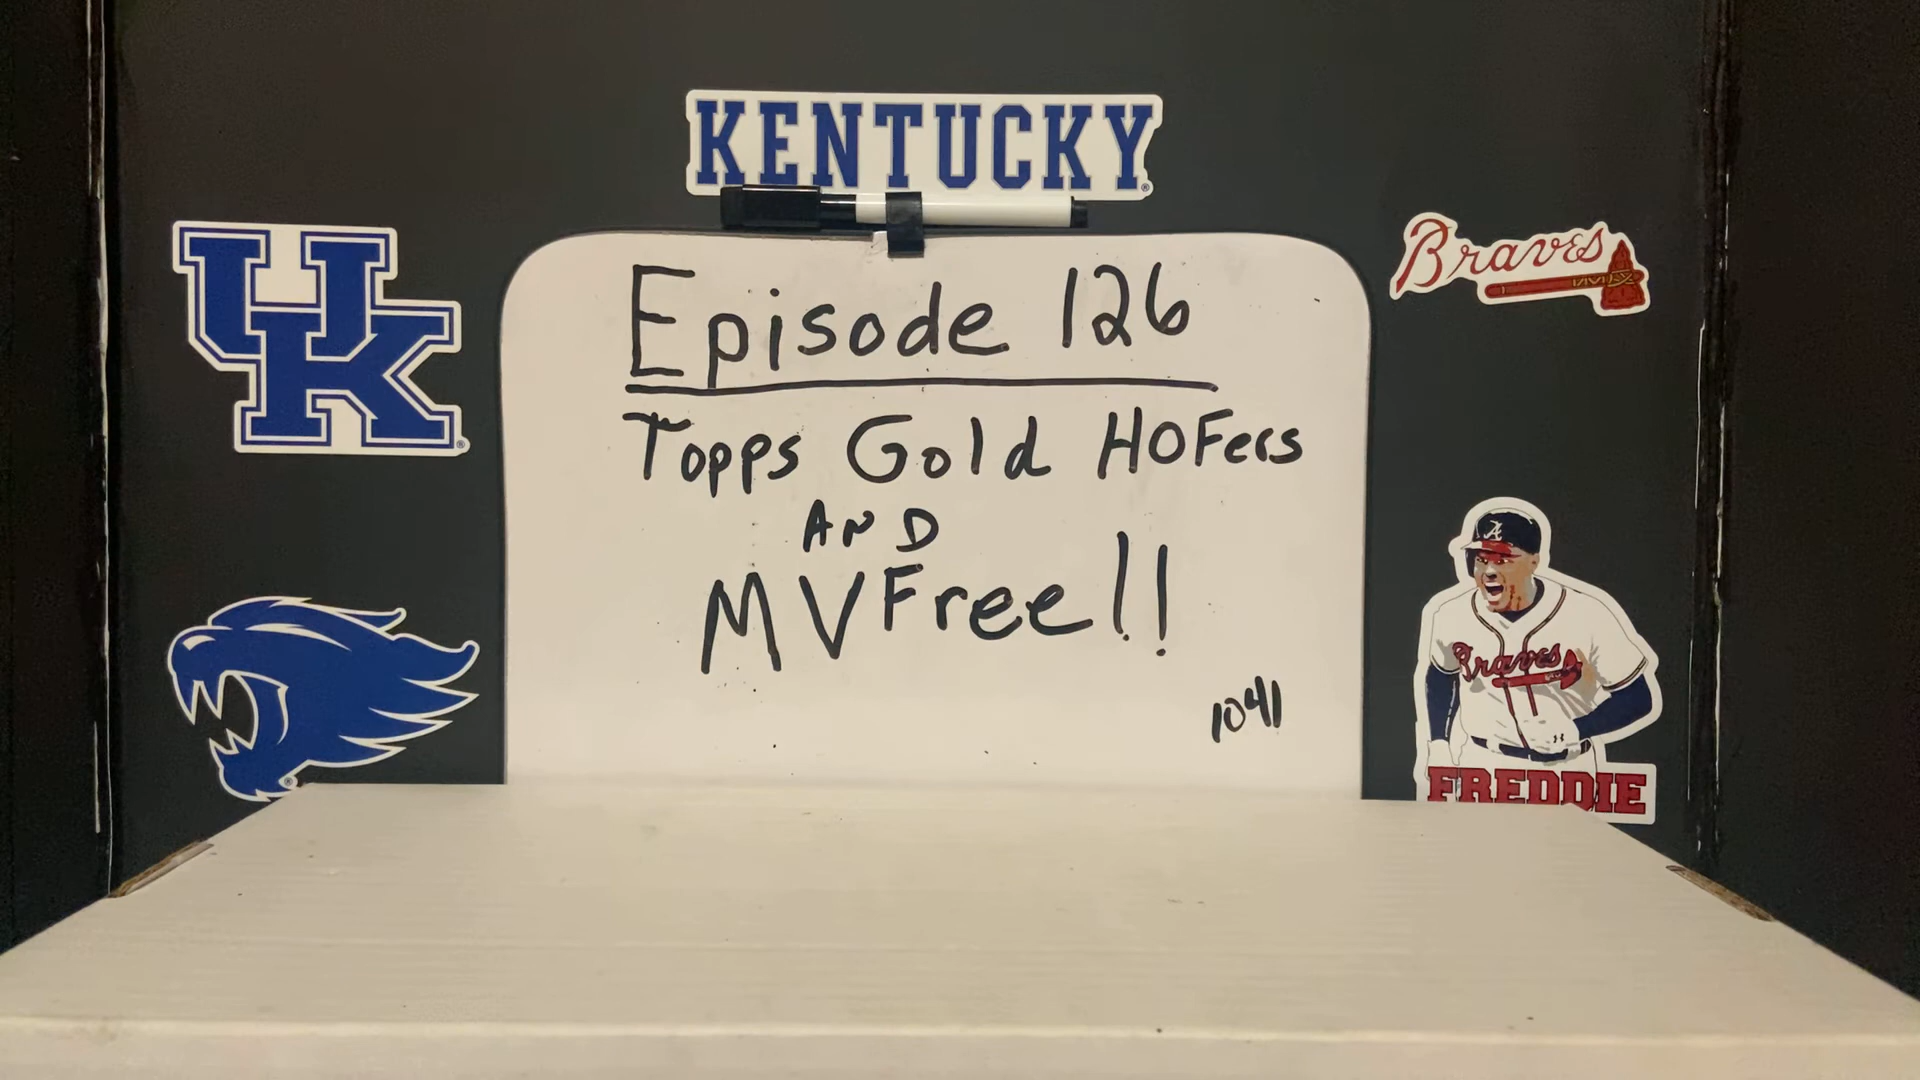 KENTUCKY
UK
Braves
Episode 126
Topps Gold HOFers
AND
MVFree!!
1041
A
Braves
FREDDIE